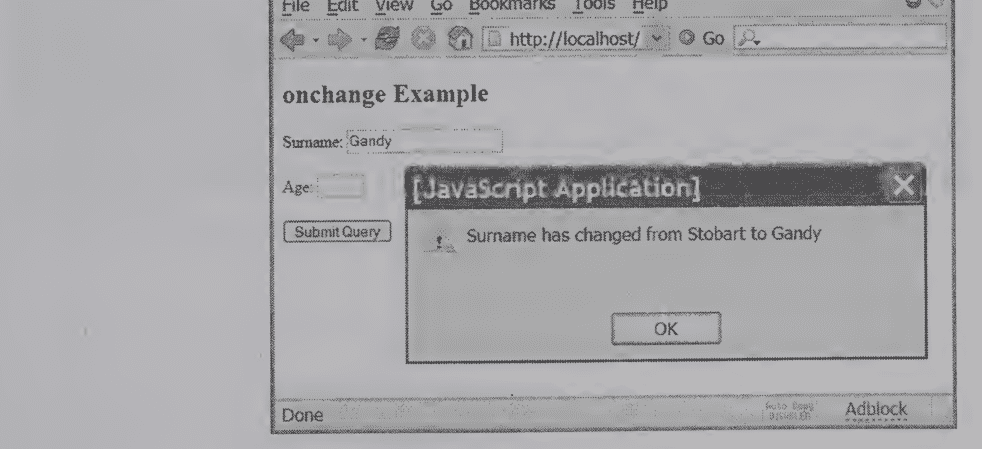 File Edit View Go Bookmarks Tools Help
http://localhost/ Go
onchange Example
Surname: Gandy
Age:
Submit Query
[JavaScript Application]
Surname has changed from Stobart to Gandy
OK
Done Adblock